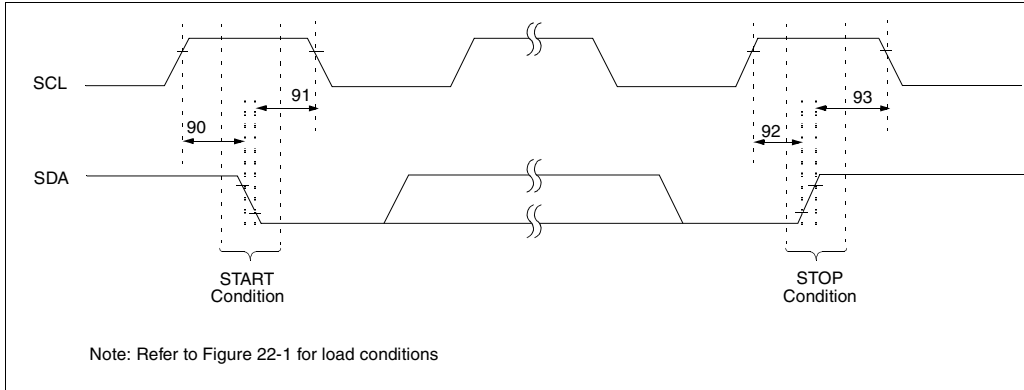 SCL
91
93
90
92
SDA
START
Condition
STOP
Condition
Note: Refer to Figure 22-1 for load conditions